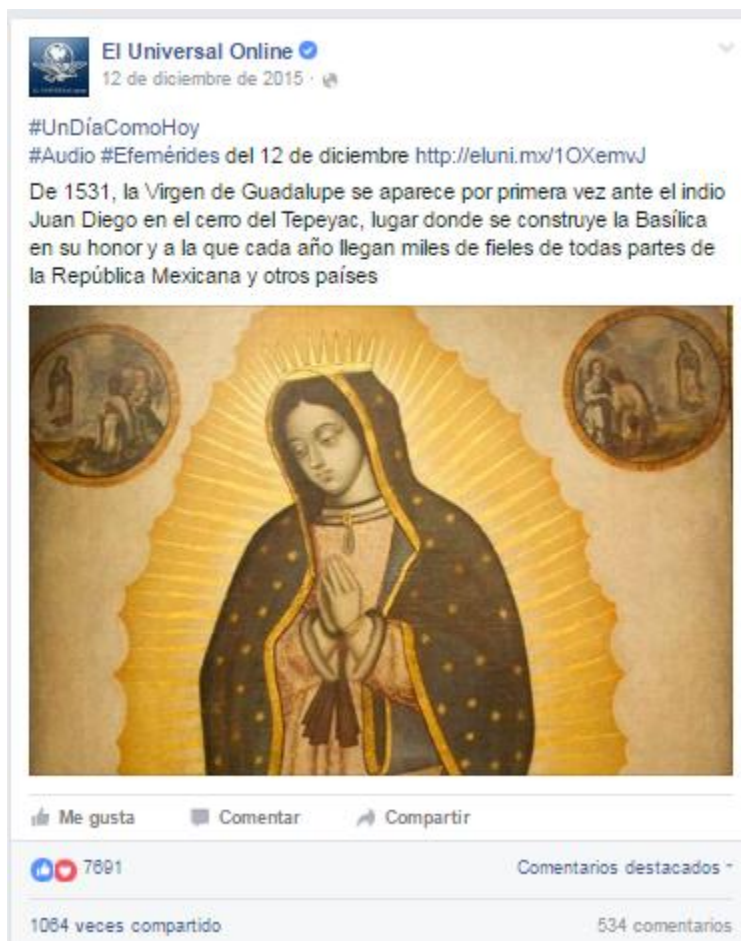 El Universal Online
12 de diciembre de 2015 ·
#UnDíaComoHoy
#Audio #Efemérides del 12 de diciembre http://eluni.mx/1OXemvJ
De 1531, la Virgen de Guadalupe se aparece por primera vez ante el indio
Juan Diego en el cerro del Tepeyac, lugar donde se construye la Basílica
en su honor y a la que cada año llegan miles de fieles de todas partes de
la República Mexicana y otros países
Me gusta Comentar Compartir
7691 Comentarios destacados
1064 veces compartido 534 comentarios